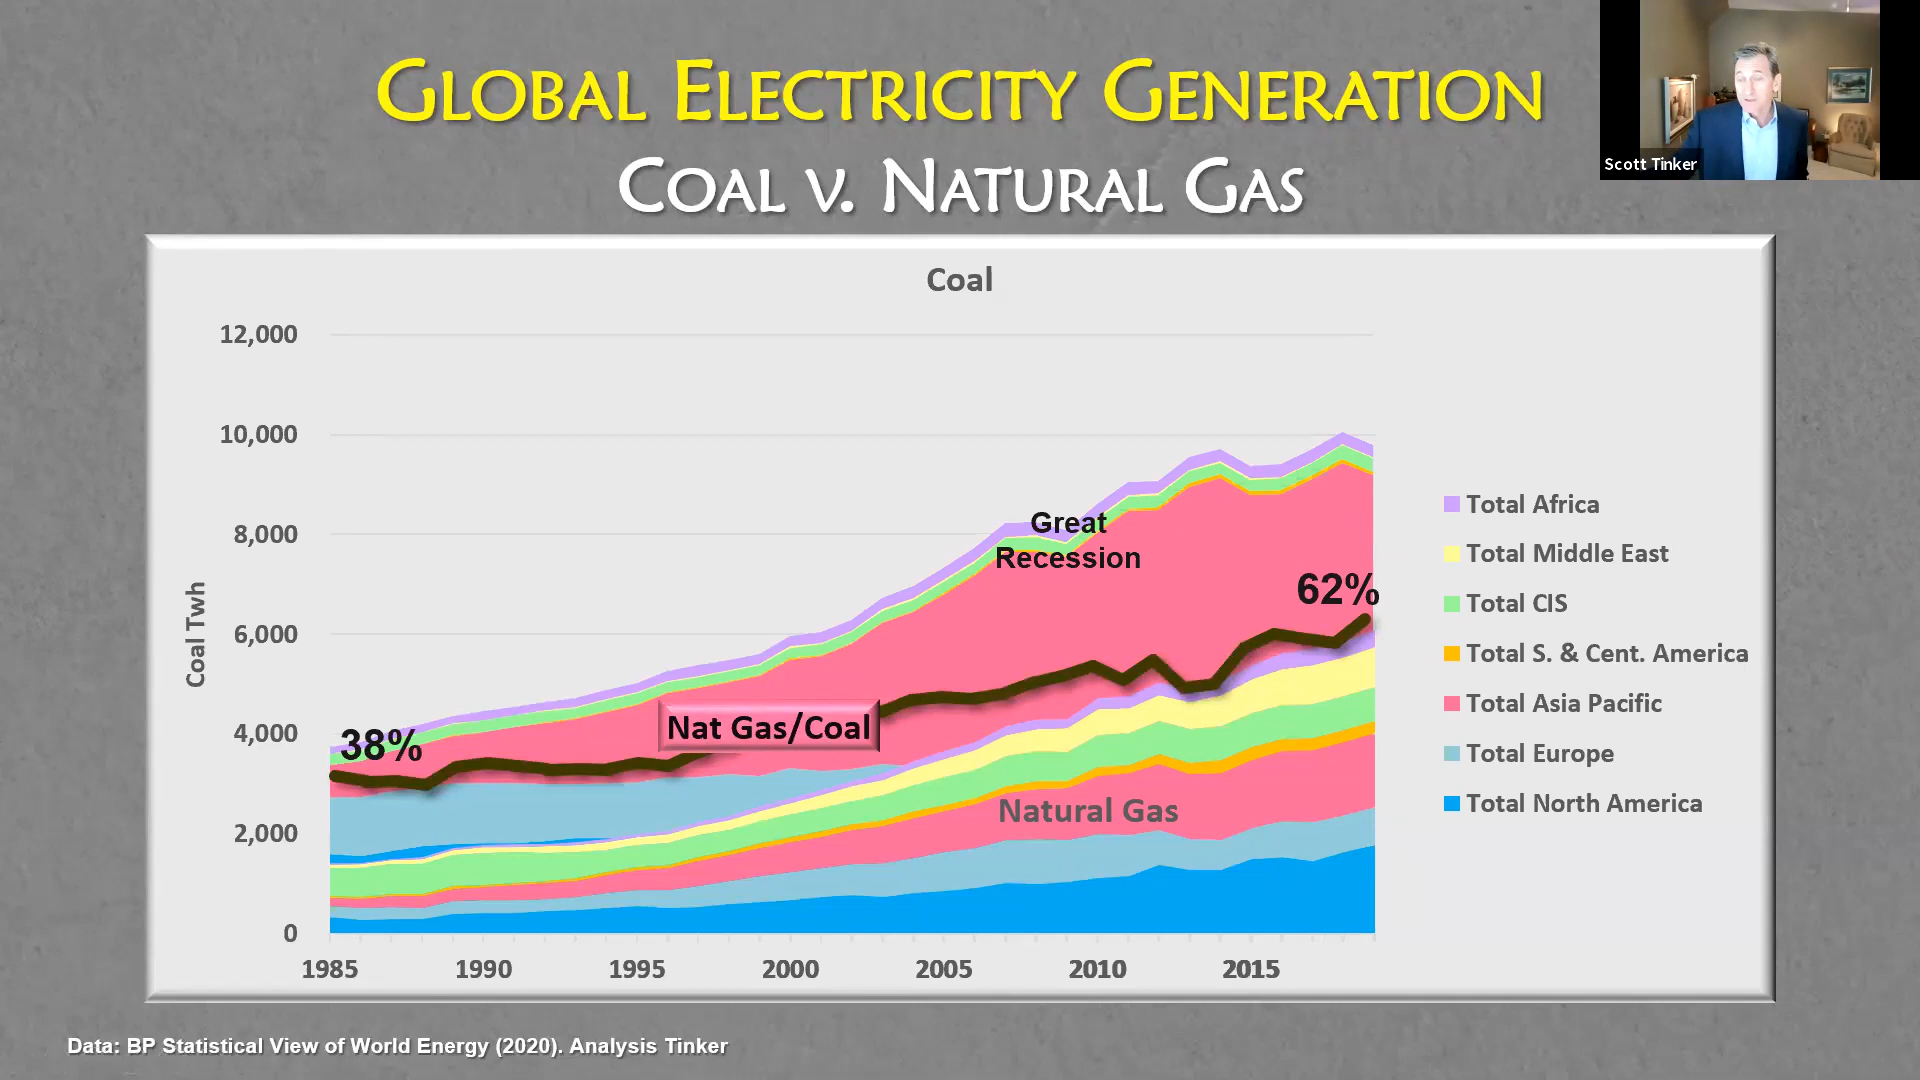 GLOBAL ELECTRICITY GENERATION
COAL V. NATURAL GAS
Scott Tinker
Coal
12,000
10,000
8,000
6,000
4,000
2,000
0
Coal Twh
1985
1990
1995
2000
2005
2010
2015
38%
Nat Gas/Coal
Great
Recession
62%
Natural Gas
Total Africa
Total Middle East
Total CIS
Total S. & Cent. America
Total Asia Pacific
Total Europe
Total North America
Data: BP Statistical View of World Energy (2020). Analysis Tinker